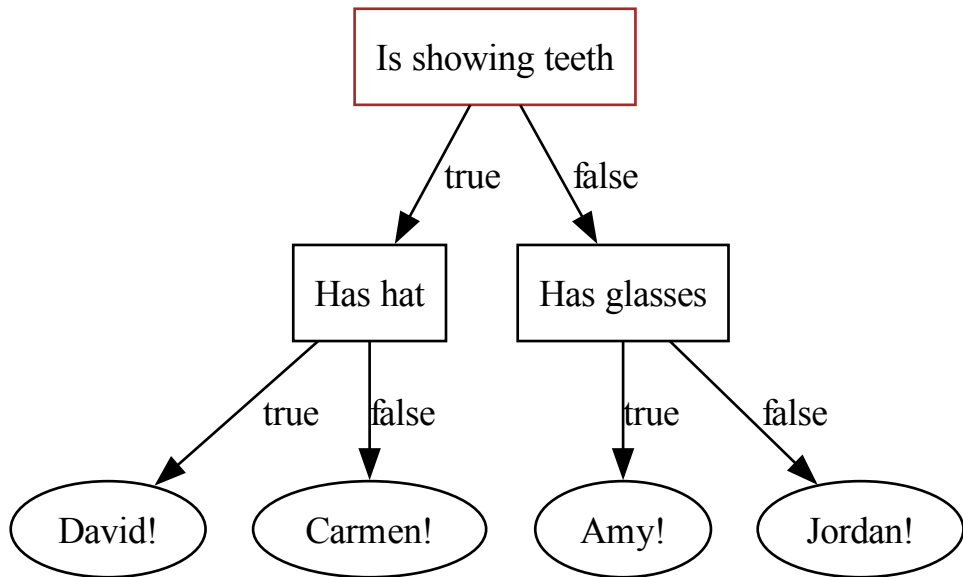 Is showing teeth
true
false
Has hat
Has glasses
true
false
true
false
David!
Carmen!
Amy!
Jordan!